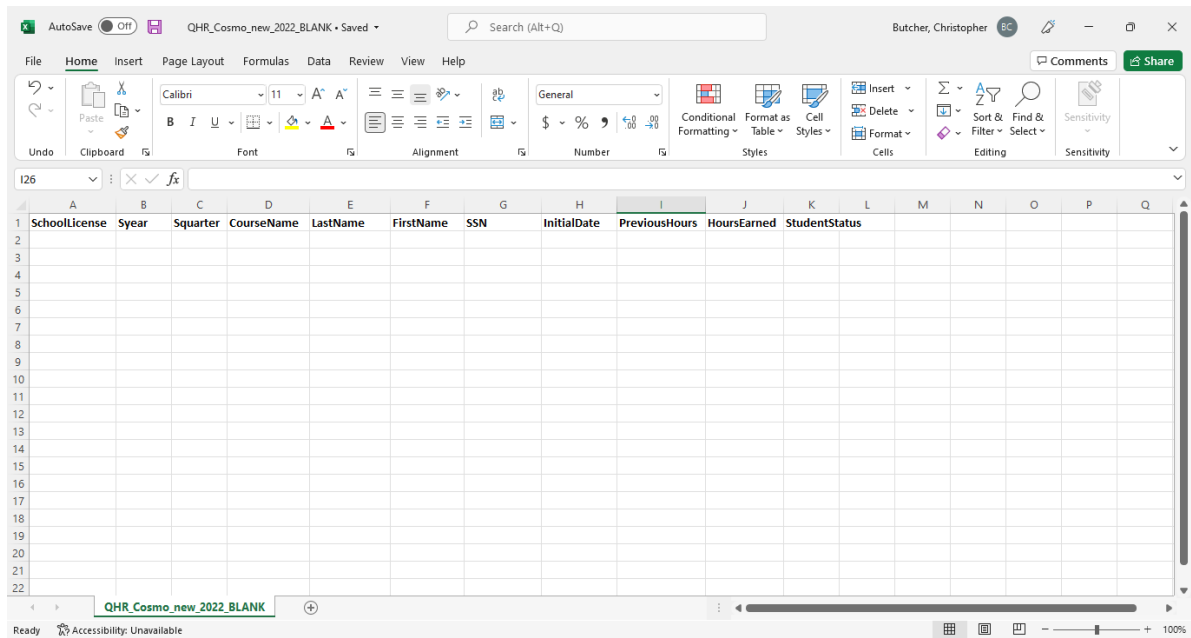 AutoSave Off QHR_Cosmo_new_2022_BLANK • Saved Search (Alt+Q) Butcher, Christopher BC
File Home Insert Page Layout Formulas Data Review View Help Comments Share
Calibri 11 A^ A˅ ab General Insert Σ
Paste B I U A $ % 9 Conditional Format as Cell Delete Sort & Find & Sensitivity
Formatting Table Styles Format Filter Select
Undo Clipboard Font Alignment Number Styles Cells Editing Sensitivity
I26 fx
A B C D E F G H I J K L M N O P Q
1 SchoolLicense Syear Squarter CourseName LastName FirstName SSN InitialDate PreviousHours HoursEarned StudentStatus
2
3
4
5
6
7
8
9
10
11
12
13
14
15
16
17
18
19
20
21
22
QHR_Cosmo_new_2022_BLANK
Ready Accessibility: Unavailable 100%